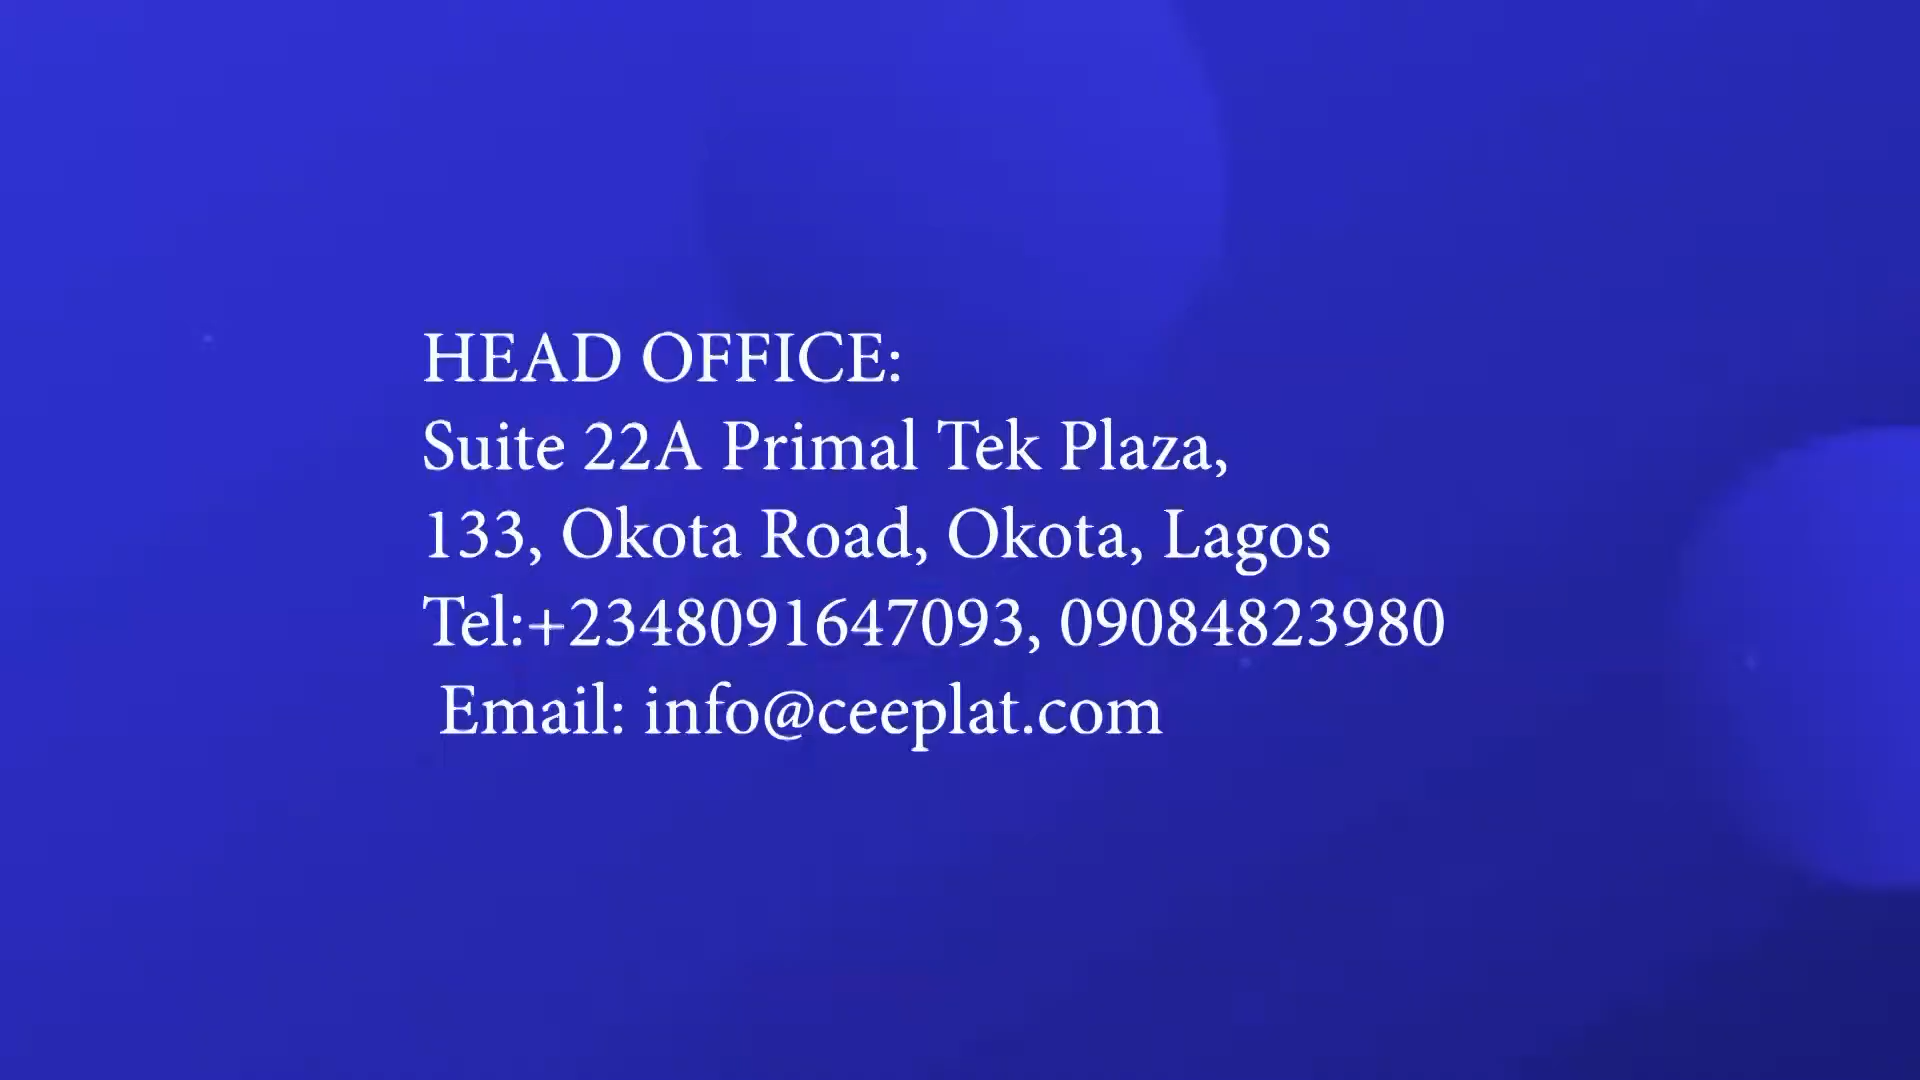 HEAD OFFICE:
Suite 22A Primal Tek Plaza,
133, Okota Road, Okota, Lagos
Tel:+2348091647093, 09084823980
Email: info@ceeplat.com